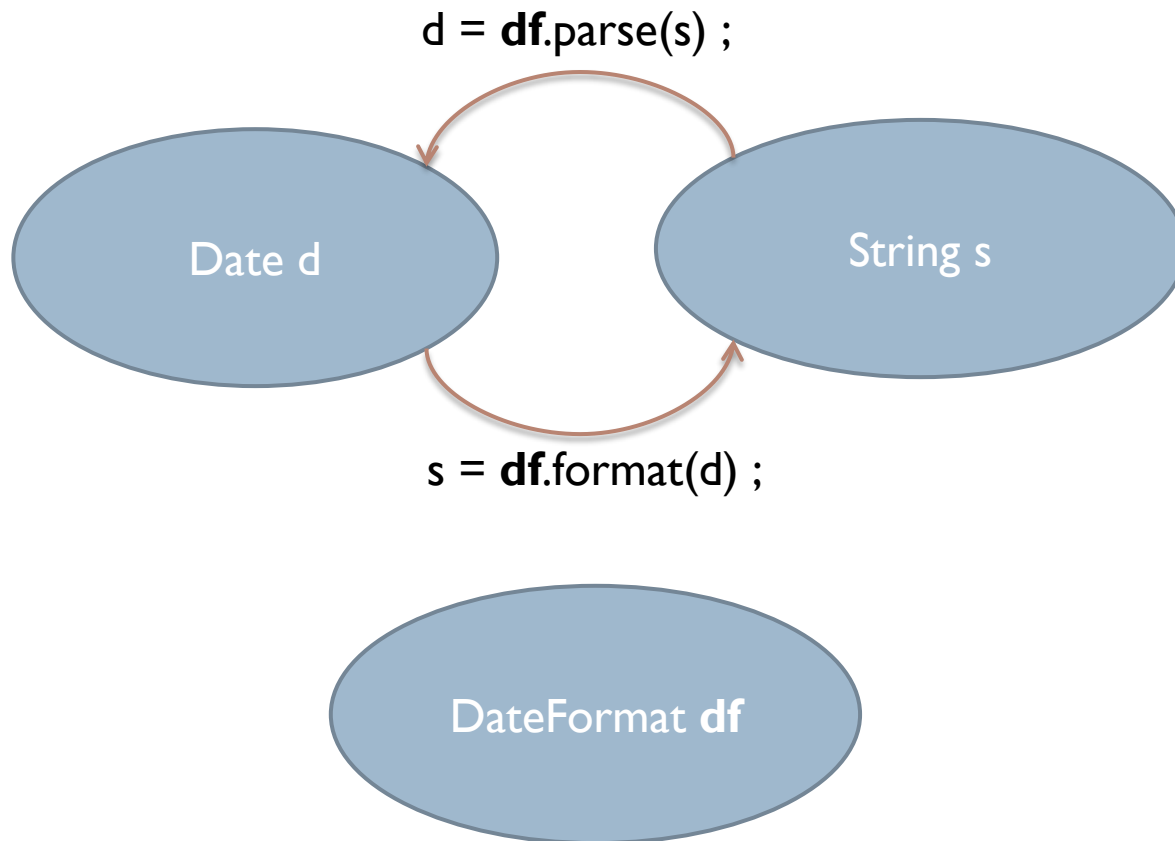 d = df.parse(s) ;
Date d
String s
s = df.format(d) ;
DateFormat df